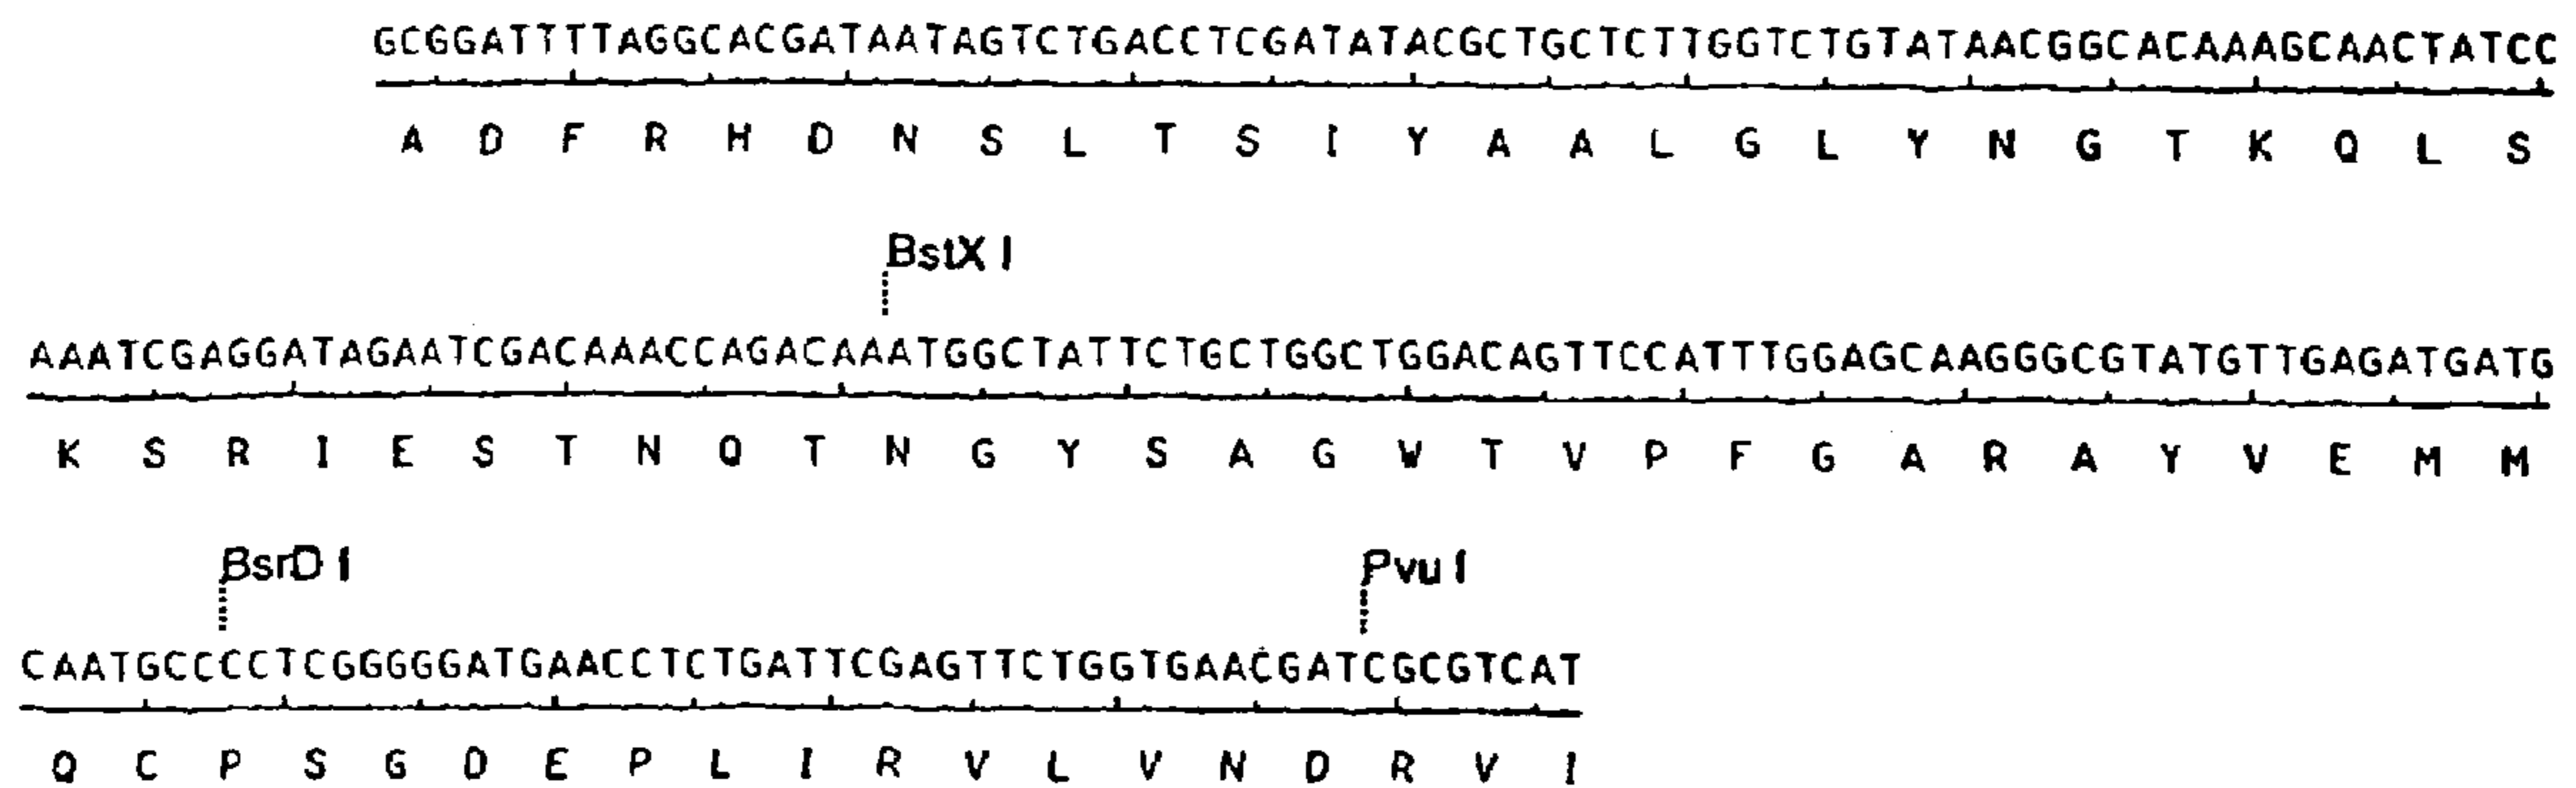 GCGGATTTTAGGCACGATAATAGTCTGACCTCGATATACGCTGCTCTTGGTCTGTATAACGGCACAAAGCAACTATCC
A D F R H D N S L T S I Y A A L G L Y N G T K Q L S
BstX I
AAATCGAGGATAGAATCGACAAACCAGACAAATGGCTATTCTGCTGGCTGGACAGTTCCATTTGGAGCAAGGGCGTATGTTGAGATGATG
K S R I E S T N Q T N G Y S A G W T V P F G A R A Y V E M M
BsrD I Pvu I
CAATGCCCCTCGGGGGATGAACCTCTGATTCGAGTTCTGGTGAACGATCGCGTCAT
Q C P S G D E P L I R V L V N D R V I